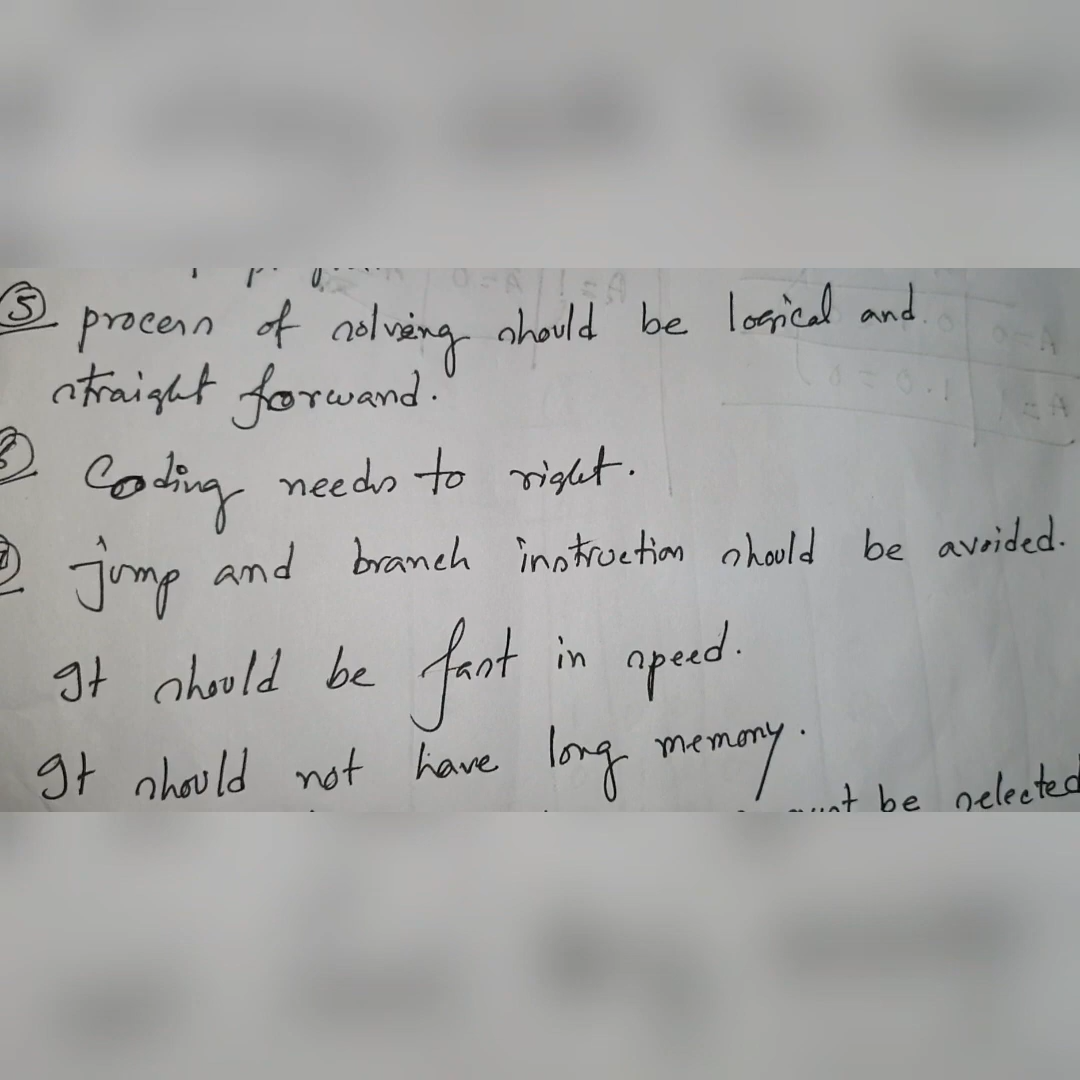 ⑤ process of solving should be logical and
straight forward.
Coding needs to right.
jump and branch instruction should be avoided.
It should be fast in speed.
It should not have long memory.
must be selected